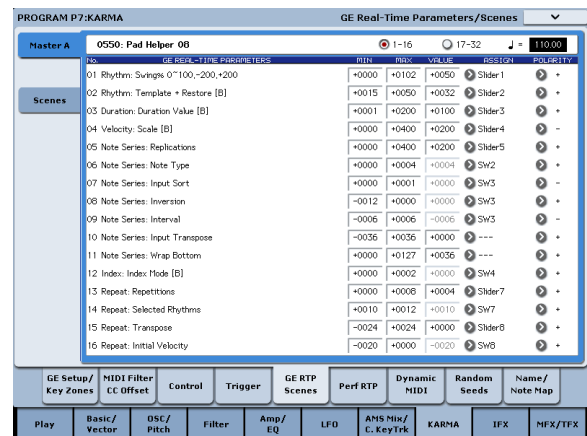 PROGRAM P7:KARMA GE Real-Time Parameters/Scenes
Master A 0550: Pad Helper 08 1-16 17-32 ♩ = 110.00
No. GE REAL-TIME PARAMETERS MIN MAX VALUE ASSIGN POLARITY
01 Rhythm: Swing% 0~100,-200,+200 +0000 +0102 +0050 Slider1 +
02 Rhythm: Template + Restore [B] +0015 +0050 +0032 Slider2 +
Scenes
03 Duration: Duration Value [B] +0001 +0200 +0100 Slider3 +
04 Velocity: Scale [B] +0000 +0400 +0200 Slider4 -
05 Note Series: Replications +0000 +0400 +0200 Slider5 +
06 Note Series: Note Type +0000 +0004 +0004 SW2 +
07 Note Series: Input Sort +0000 +0001 +0000 SW3 -
08 Note Series: Inversion -0012 +0000 +0000 SW3 -
09 Note Series: Interval -0006 +0006 -0006 SW3 -
10 Note Series: Input Transpose -0036 +0036 +0000 --- +
11 Note Series: Wrap Bottom +0000 +0127 +0036 --- +
12 Index: Index Mode [B] +0000 +0002 +0000 SW4 +
13 Repeat: Repetitions +0000 +0008 +0004 Slider7 +
14 Repeat: Selected Rhythms +0010 +0012 +0010 SW7 +
15 Repeat: Transpose -0024 +0024 +0000 Slider8 +
16 Repeat: Initial Velocity -0020 +0000 -0020 SW8 +
GE Setup/ Key Zones MIDI Filter CC Offset Control Trigger GE RTP Scenes Perf RTP Dynamic MIDI Random Seeds Name/ Note Map
Play Basic/ Vector OSC/ Pitch Filter Amp/ EQ LFO AMS Mix/ C. KeyTrk KARMA IFX MFX/TFX